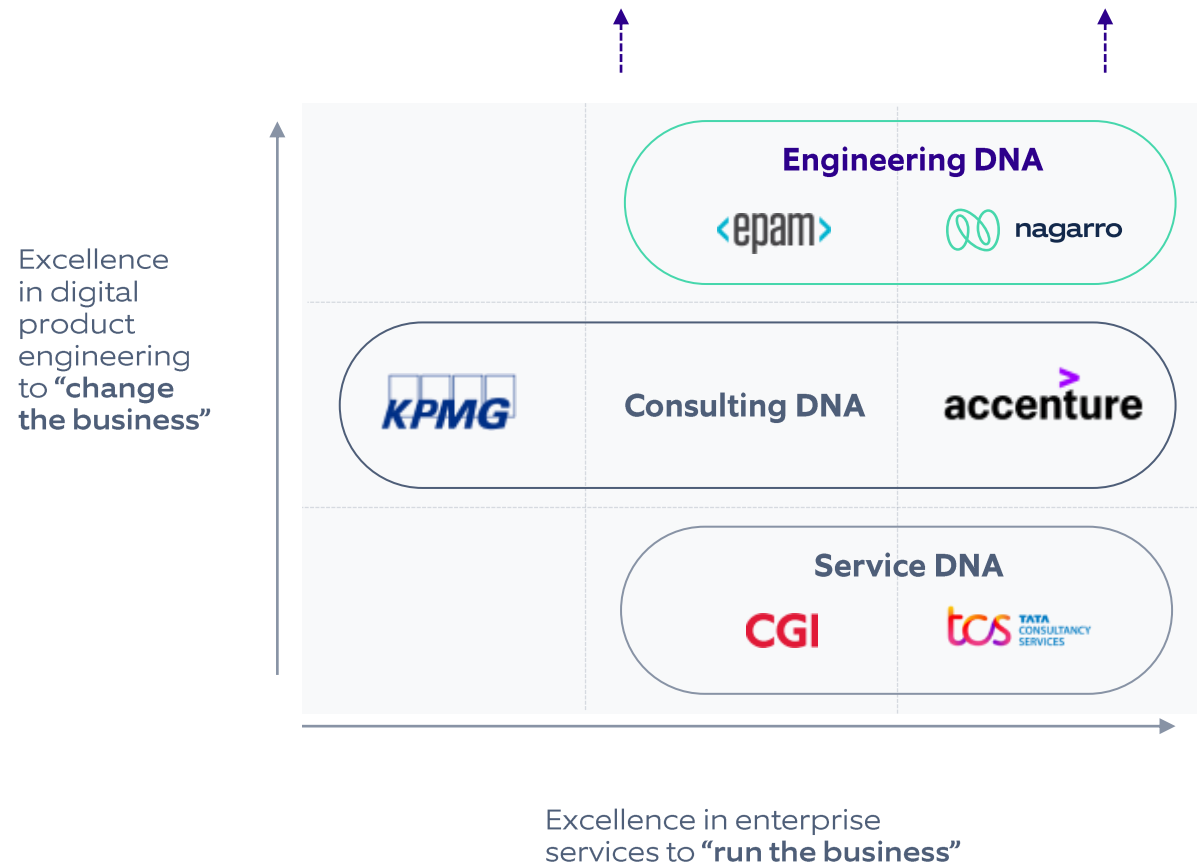 Engineering DNA
<epam>
nagarro
Excellence
in digital
product
engineering
to “change
the business”
KPMG
Consulting DNA
accenture
Service DNA
CGI
tcs TATA
CONSULTANCY
SERVICES
Excellence in enterprise
services to “run the business”